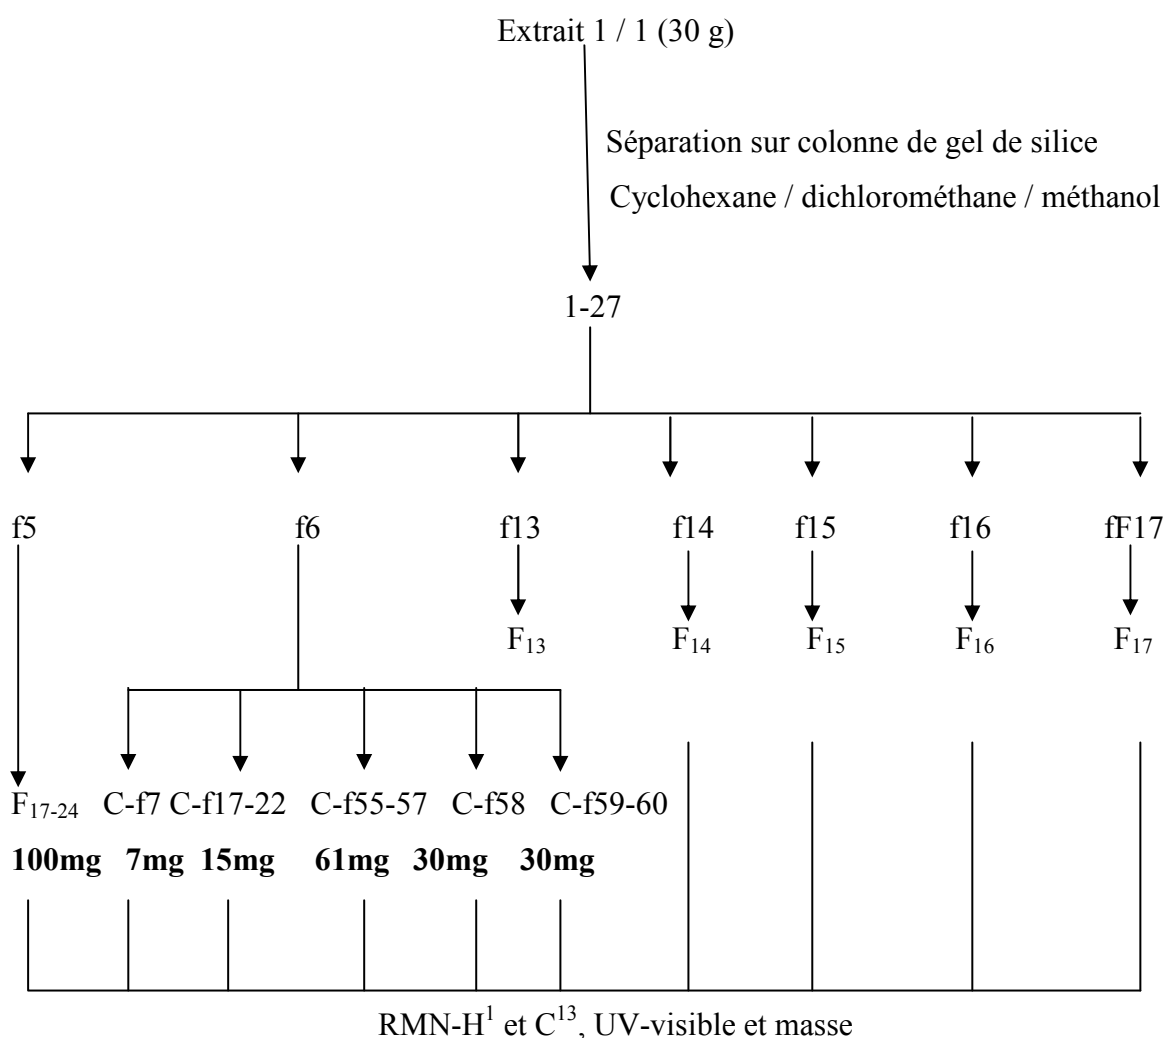 Extrait 1 / 1 (30 g)
Séparation sur colonne de gel de silice
Cyclohexane / dichlorométhane / méthanol
1-27
f5 f6 f13 f14 f15 f16 fF17
F13 F14 F15 F16 F17
F17-24 C-f7 C-f17-22 C-f55-57 C-f58 C-f59-60
100mg 7mg 15mg 61mg 30mg 30mg
RMN-H1 et C13, UV-visible et masse